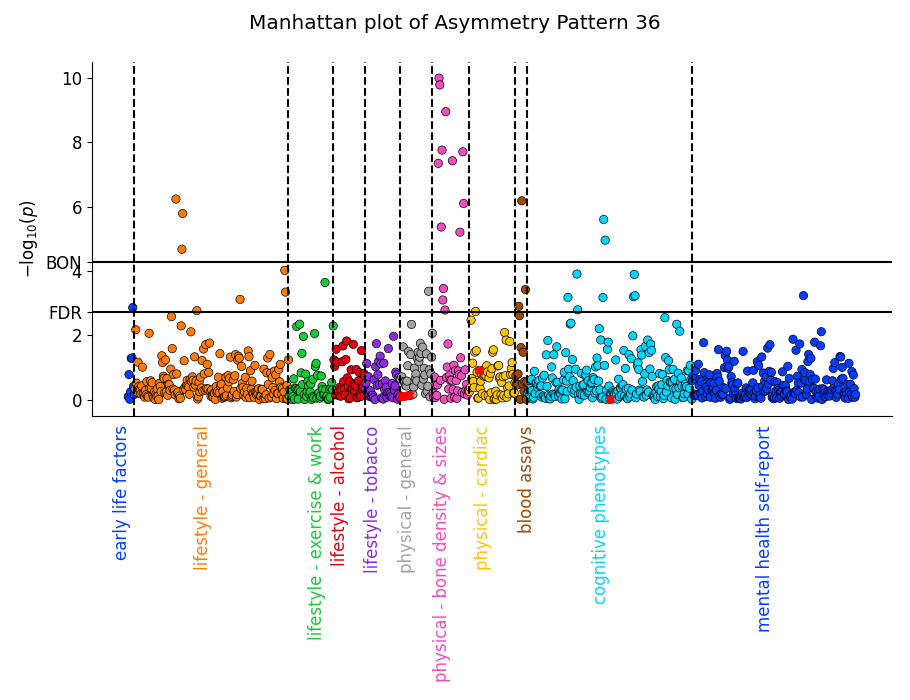 Manhattan plot of Asymmetry Pattern 36
−log10(p)
10
8
6
BON
4
FDR
2
0
early life factors
lifestyle - general
lifestyle - exercise & work
lifestyle - alcohol
lifestyle - tobacco
physical - general
physical - bone density & sizes
physical - cardiac
blood assays
cognitive phenotypes
mental health self-report